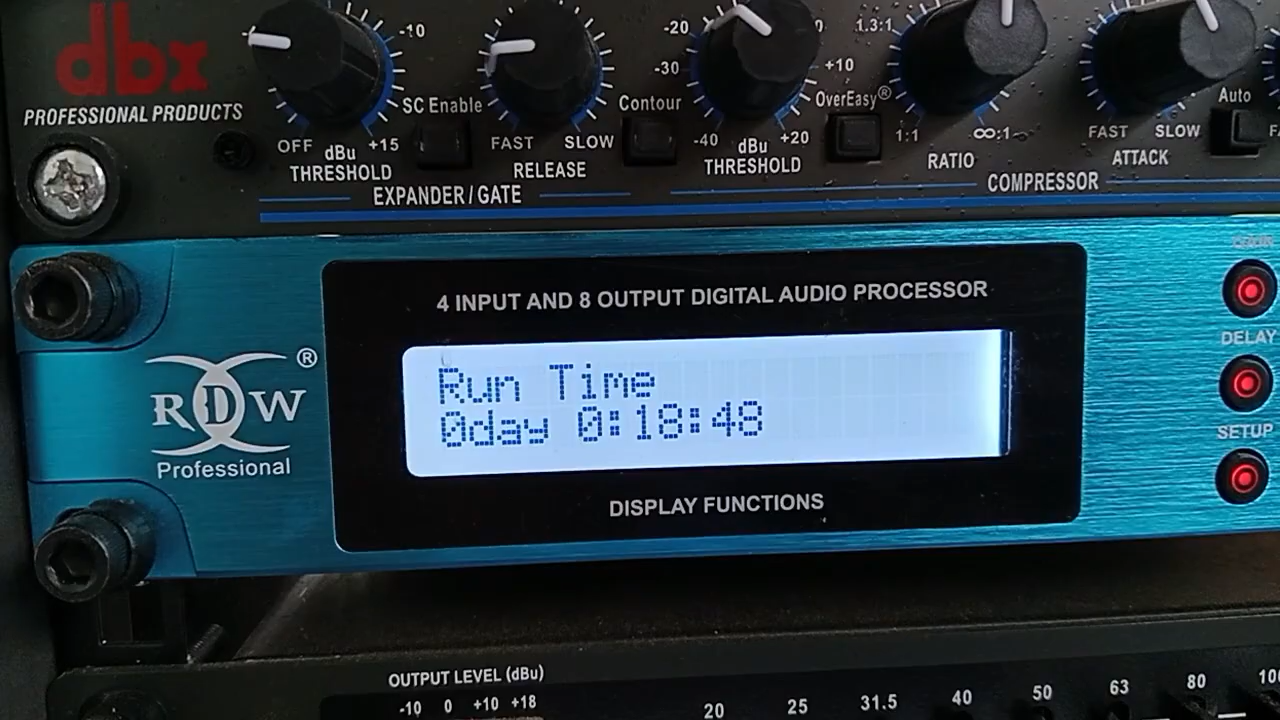 dbx
PROFESSIONAL PRODUCTS
-10
OFF dBu +15
THRESHOLD
SC Enable
FAST SLOW
RELEASE
EXPANDER / GATE
Contour
-20
-30
-40 dBu +20
+10
THRESHOLD
OverEasy®
1.3:1
1:1 ∞:1
RATIO
COMPRESSOR
FAST SLOW
ATTACK
Auto
4 INPUT AND 8 OUTPUT DIGITAL AUDIO PROCESSOR
RDW®
Professional
Run Time
0day 0:18:48
DISPLAY FUNCTIONS
DELAY
SETUP
OUTPUT LEVEL (dBu)
-10 0 +10 +18
20 25 31.5 40 50 63 80 100